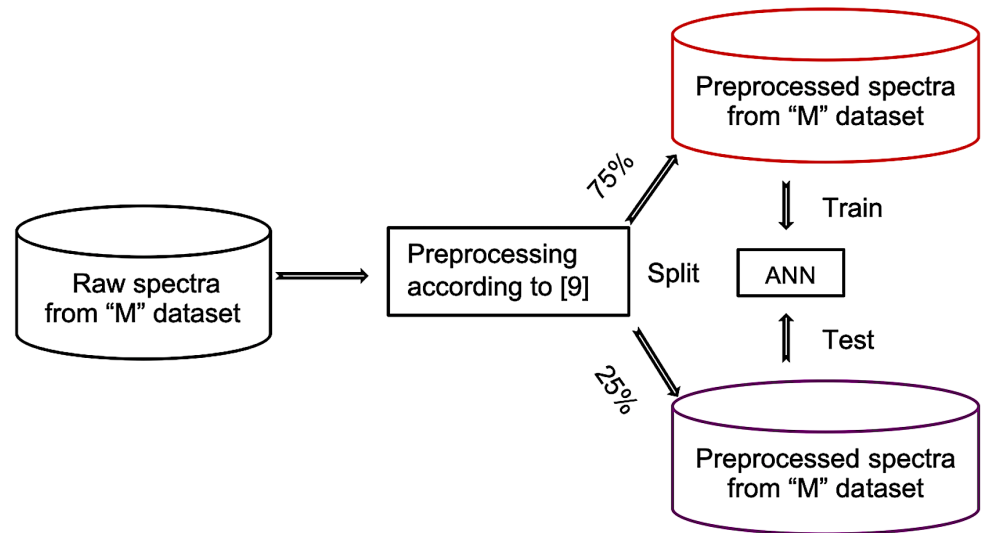 Raw spectra
from “M” dataset
Preprocessing
according to [9]
75%
Split
25%
Preprocessed spectra
from “M” dataset
Train
ANN
Test
Preprocessed spectra
from “M” dataset